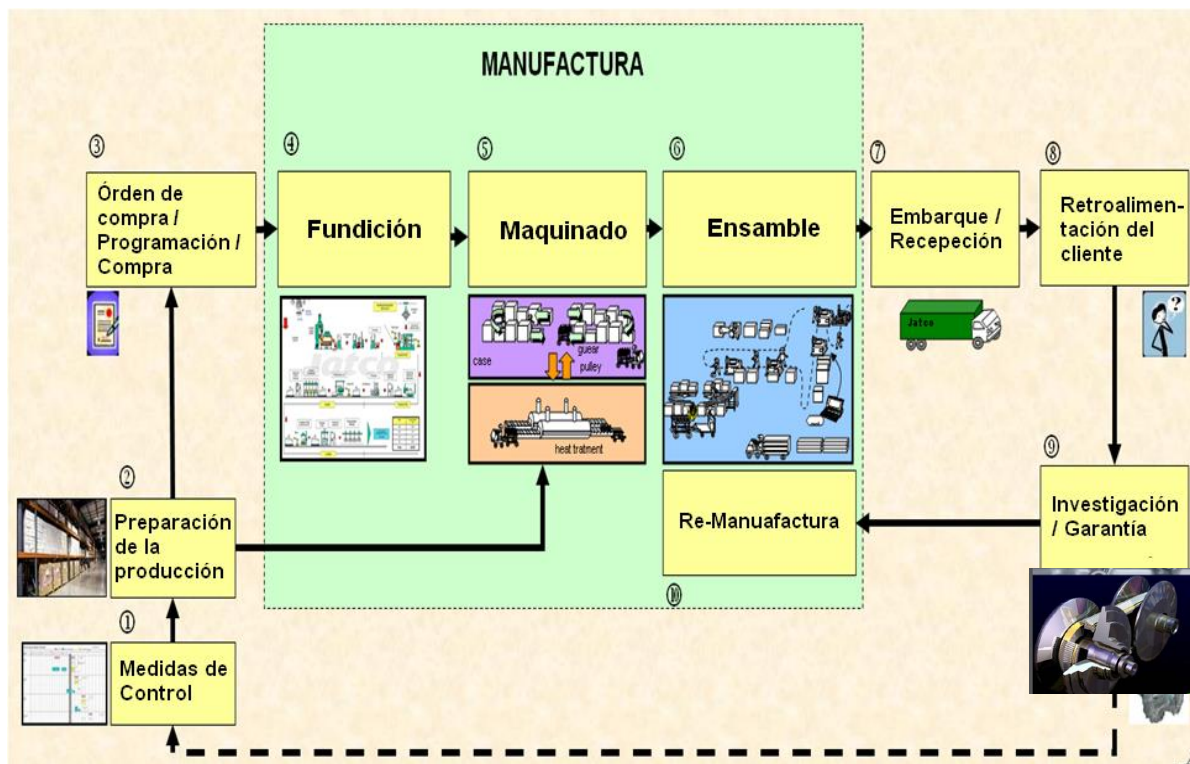 MANUFACTURA
③
Órden de
compra /
Programación /
Compra
④
Fundición
⑤
Maquinado
⑥
Ensamble
⑦
Embarque /
Recepeción
⑧
Retroalimen-
tación del
cliente
Jatco
case
guear
pulley
heat tratment
Jatco
?
②
Preparación
de la
producción
Re-Manuafactura
⑨
Investigación
/ Garantía
⑩
①
Medidas de
Control